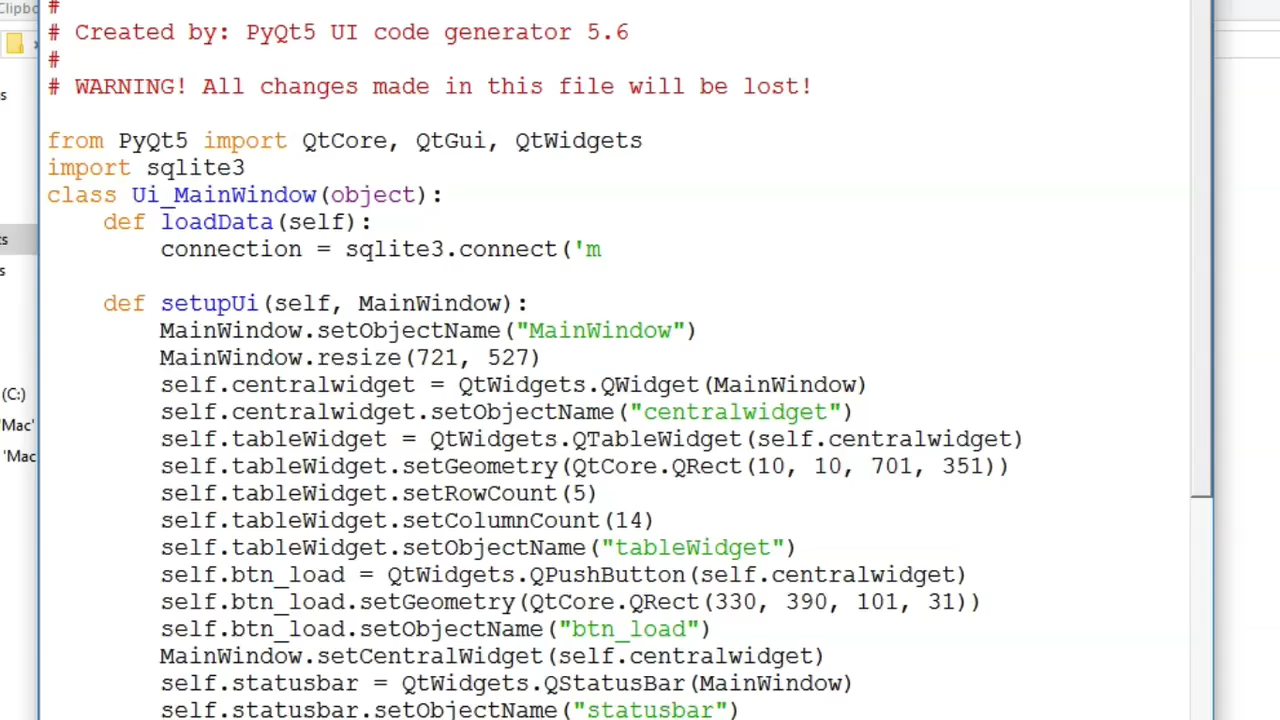 Clipbo
#
# Created by: PyQt5 UI code generator 5.6
#
# WARNING! All changes made in this file will be lost!
from PyQt5 import QtCore, QtGui, QtWidgets
import sqlite3
class Ui_MainWindow(object):
def loadData(self):
connection = sqlite3.connect('m
def setupUi(self, MainWindow):
MainWindow.setObjectName("MainWindow")
MainWindow.resize(721, 527)
self.centralwidget = QtWidgets.QWidget(MainWindow)
self.centralwidget.setObjectName("centralwidget")
self.tableWidget = QtWidgets.QTableWidget(self.centralwidget)
self.tableWidget.setGeometry(QtCore.QRect(10, 10, 701, 351))
self.tableWidget.setRowCount(5)
self.tableWidget.setColumnCount(14)
self.tableWidget.setObjectName("tableWidget")
self.btn_load = QtWidgets.QPushButton(self.centralwidget)
self.btn_load.setGeometry(QtCore.QRect(330, 390, 101, 31))
self.btn_load.setObjectName("btn_load")
MainWindow.setCentralWidget(self.centralwidget)
self.statusbar = QtWidgets.QStatusBar(MainWindow)
self.statusbar.setObjectName("statusbar")
s
ts
s
(C:)
'Mac'
'Mac